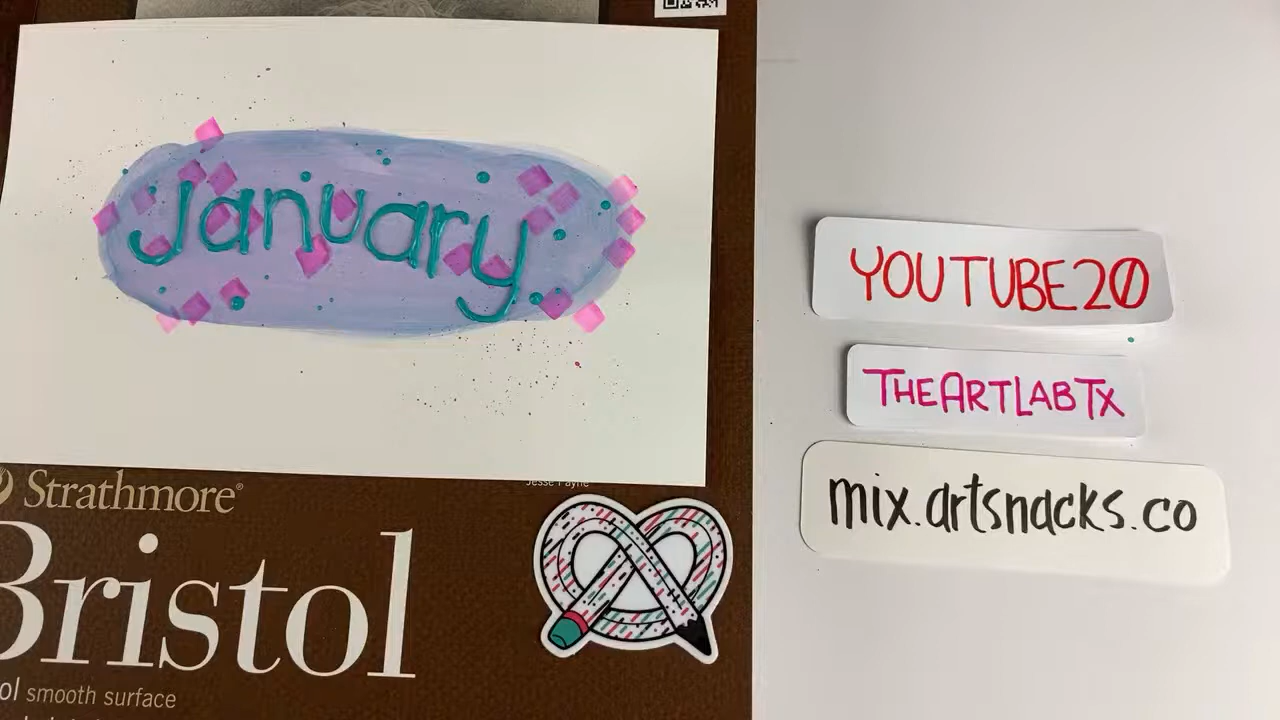 January
YOUTUBE20
THEARTLABTX
mix.artsnacks.co
Jesse Payne
Strathmore®
Bristol
smooth surface